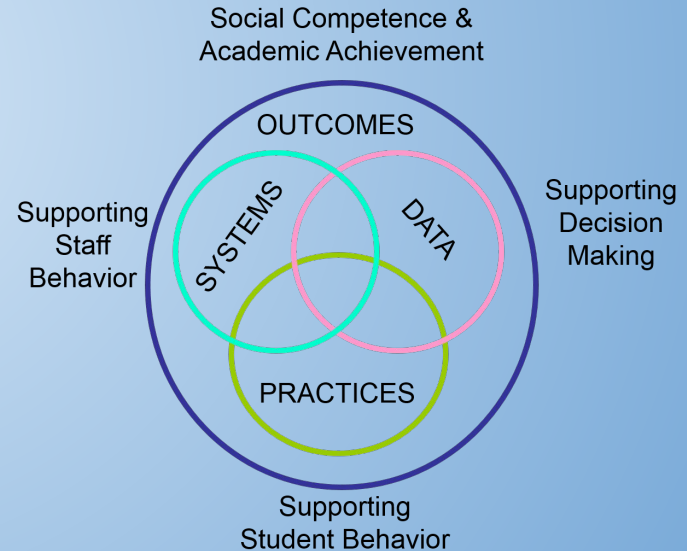 Social Competence &
Academic Achievement
OUTCOMES
Supporting
Staff
Behavior
SYSTEMS
DATA
Supporting
Decision
Making
PRACTICES
Supporting
Student Behavior